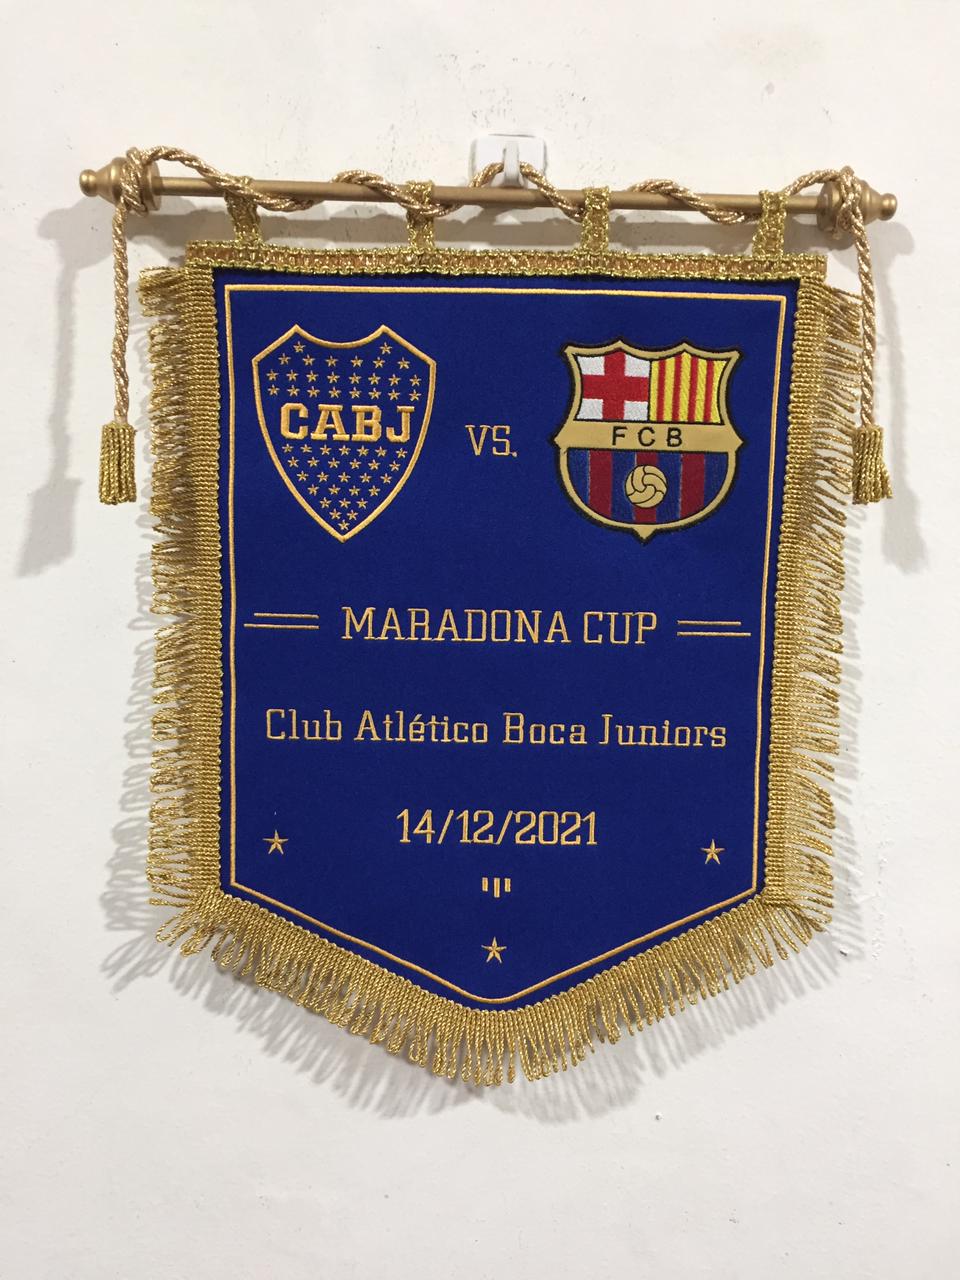 CABJ
VS.
FCB
MARADONA CUP
Club Atlético Boca Juniors
14/12/2021